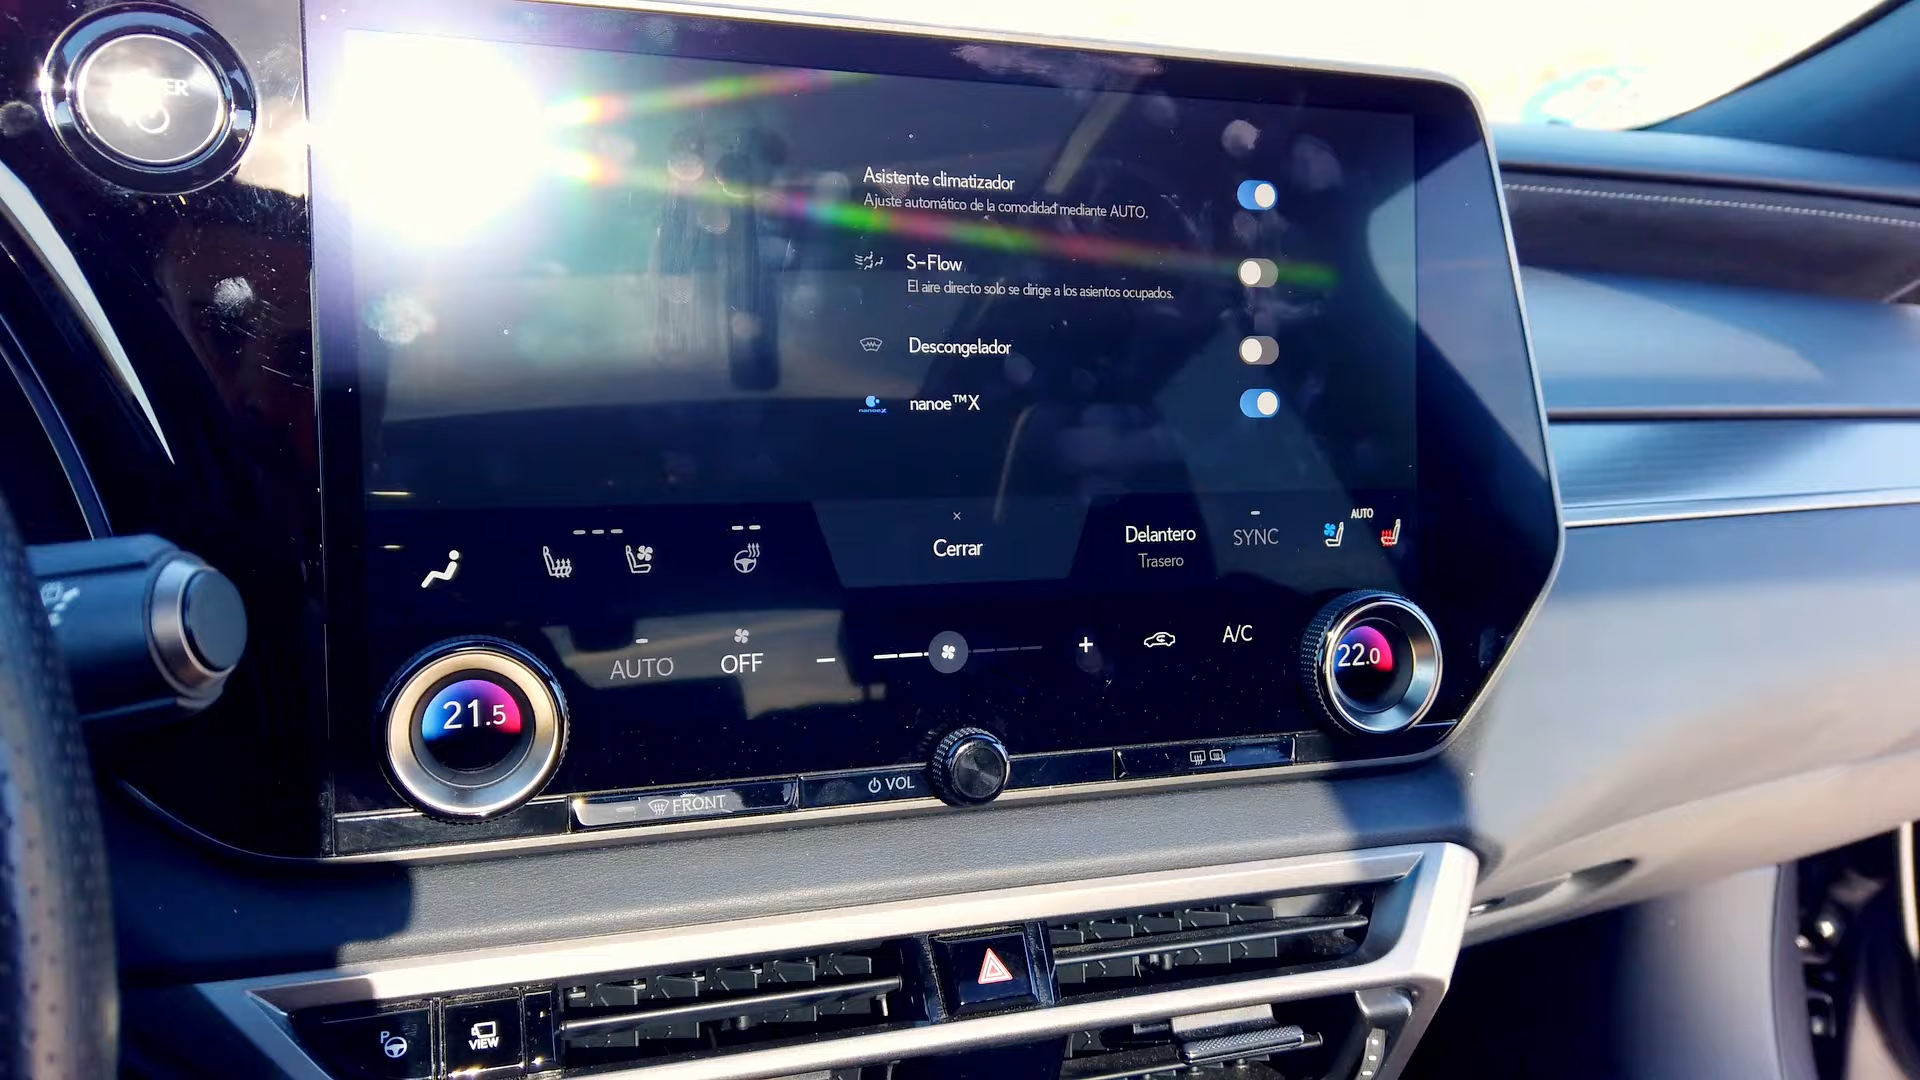 Asistente climatizador
Ajuste automático de la comodidad mediante AUTO.
S-Flow
El aire directo solo se dirige a los asientos ocupados.
Descongelador
nanoeX
nanoe™X
×
Cerrar
Delantero
Trasero
SYNC
AUTO
AUTO
OFF
−
+
A/C
21.5
22.0
FRONT
VOL
P
VIEW